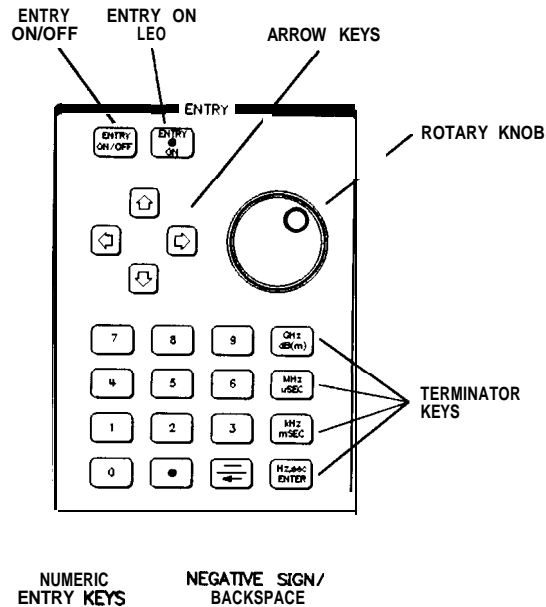 ENTRY
ON/OFF
ENTRY ON
LEO
ARROW KEYS
ENTRY
ENTRY
ON/OFF
ENTRY
ON
ROTARY KNOB
7 8 9 GHz
dB(m)
4 5 6 MHz
uSEC
1 2 3 kHz
mSEC
0 Hz,sec
ENTER
TERMINATOR
KEYS
NUMERIC
ENTRY KEYS
NEGATIVE SIGN/
BACKSPACE